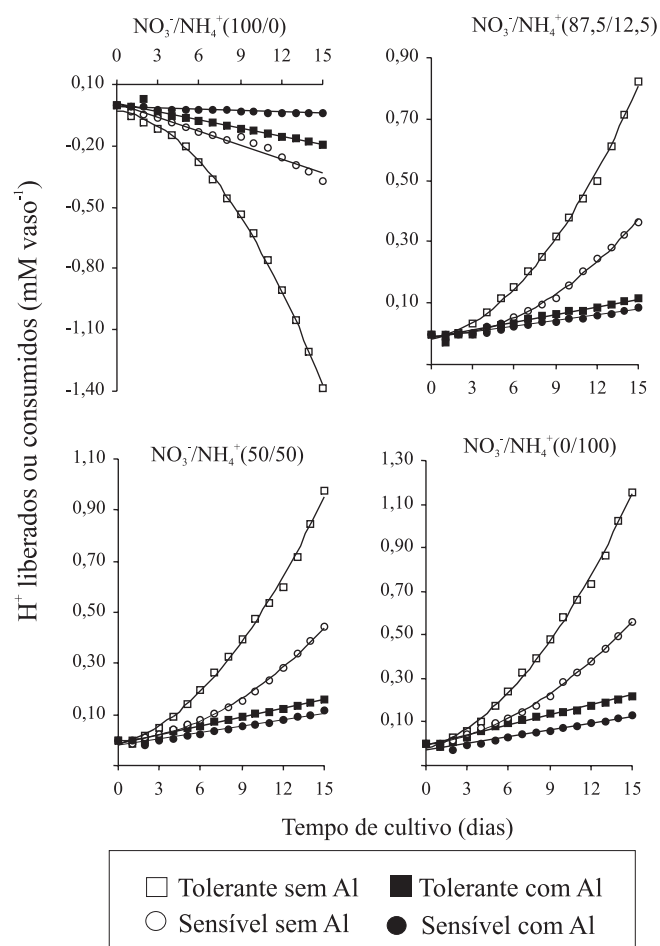 NO₃⁻/NH₄⁺(100/0)
0 3 6 9 12 15
0,10
-0,20
-0,50
-0,80
-1,10
-1,40
NO₃⁻/NH₄⁺(87,5/12,5)
0,90
0,70
0,50
0,30
0,10
0 3 6 9 12 15
H⁺ liberados ou consumidos (mM vaso⁻¹)
NO₃⁻/NH₄⁺(50/50)
1,10
0,90
0,70
0,50
0,30
0,10
0 3 6 9 12 15
NO₃⁻/NH₄⁺(0/100)
1,30
1,10
0,90
0,70
0,50
0,30
0,10
0 3 6 9 12 15
Tempo de cultivo (dias)
Tolerante sem Al Tolerante com Al
Sensível sem Al Sensível com Al